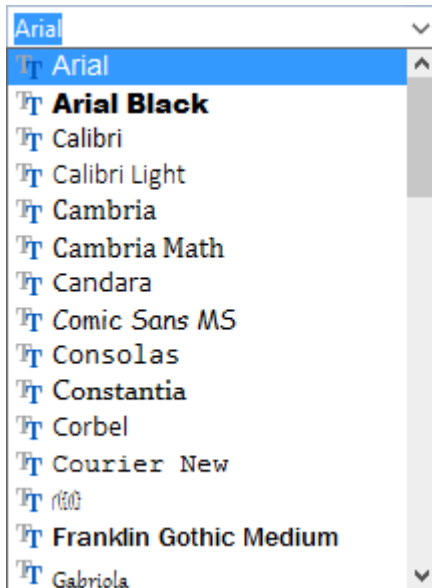 Arial
Arial
Arial Black
Calibri
Calibri Light
Cambria
Cambria Math
Candara
Comic Sans MS
Consolas
Constantia
Corbel
Courier New
Franklin Gothic Medium
Gabriola